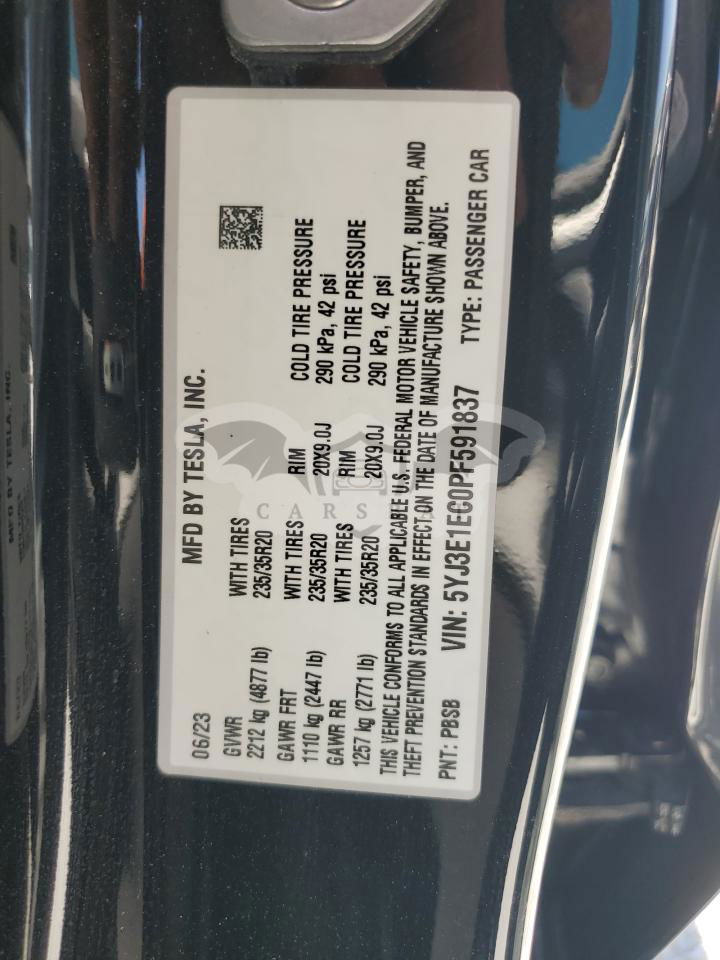 MFD BY TESLA, INC.
06/23
GVWR WITH TIRES RIM COLD TIRE PRESSURE
2212 kg (4877 lb) 235/35R20 20X9.0J 290 kPa, 42 psi
GAWR FRT WITH TIRES RIM COLD TIRE PRESSURE
1110 kg (2447 lb) 235/35R20 20X9.0J 290 kPa, 42 psi
GAWR RR WITH TIRES
1257 kg (2771 lb) 235/35R20
THIS VEHICLE CONFORMS TO ALL APPLICABLE U.S. FEDERAL MOTOR VEHICLE SAFETY, BUMPER, AND
THEFT PREVENTION STANDARDS IN EFFECT ON THE DATE OF MANUFACTURE SHOWN ABOVE.
PNT: PBSB VIN: 5YJ3E1EC0PF591837 TYPE: PASSENGER CAR
CARSTAT